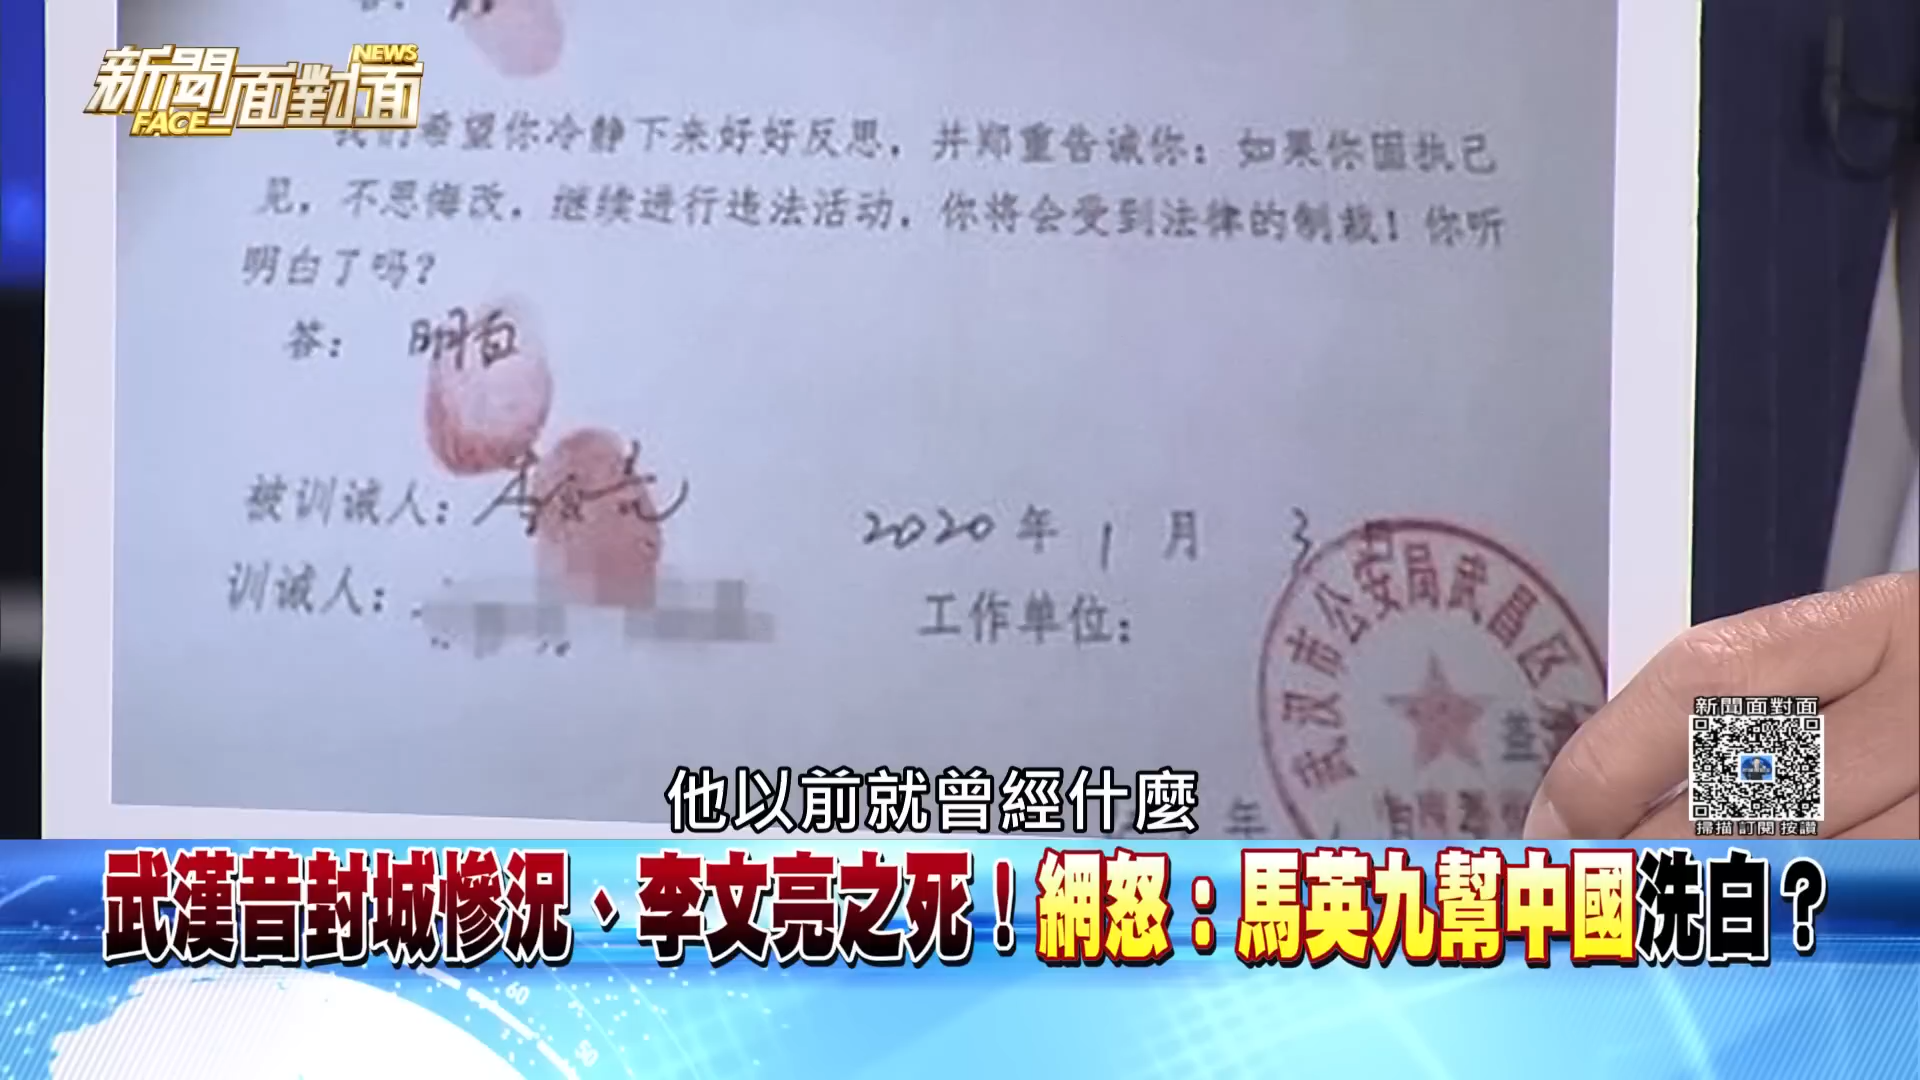 新聞面對面
NEWS
FACE
答：
我们希望你冷静下来好好反思，并郑重告诫你：如果你固执己
见，不思悔改，继续进行违法活动，你将会受到法律的制裁！你听
明白了吗？
答：明白
被训诫人：李文亮
2020年1月3日
训诫人：
工作单位：
武汉市公安局武昌区
年
月
新聞面對面
掃描 訂閱 按讚
他以前就曾經什麼
武漢昔封城慘況、李文亮之死！網怒：馬英九幫中國洗白？